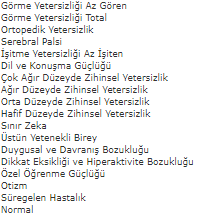 Görme Yetersizliği Az Gören
Görme Yetersizliği Total
Ortopedik Yetersizlik
Serebral Palsi
İşitme Yetersizliği Az İşiten
Dil ve Konuşma Güçlüğü
Çok Ağır Düzeyde Zihinsel Yetersizlik
Ağır Düzeyde Zihinsel Yetersizlik
Orta Düzeyde Zihinsel Yetersizlik
Hafif Düzeyde Zihinsel Yetersizlik
Sınır Zeka
Üstün Yetenekli Birey
Duygusal ve Davranış Bozukluğu
Dikkat Eksikliği ve Hiperaktivite Bozukluğu
Özel Öğrenme Güçlüğü
Otizm
Süregelen Hastalık
Normal